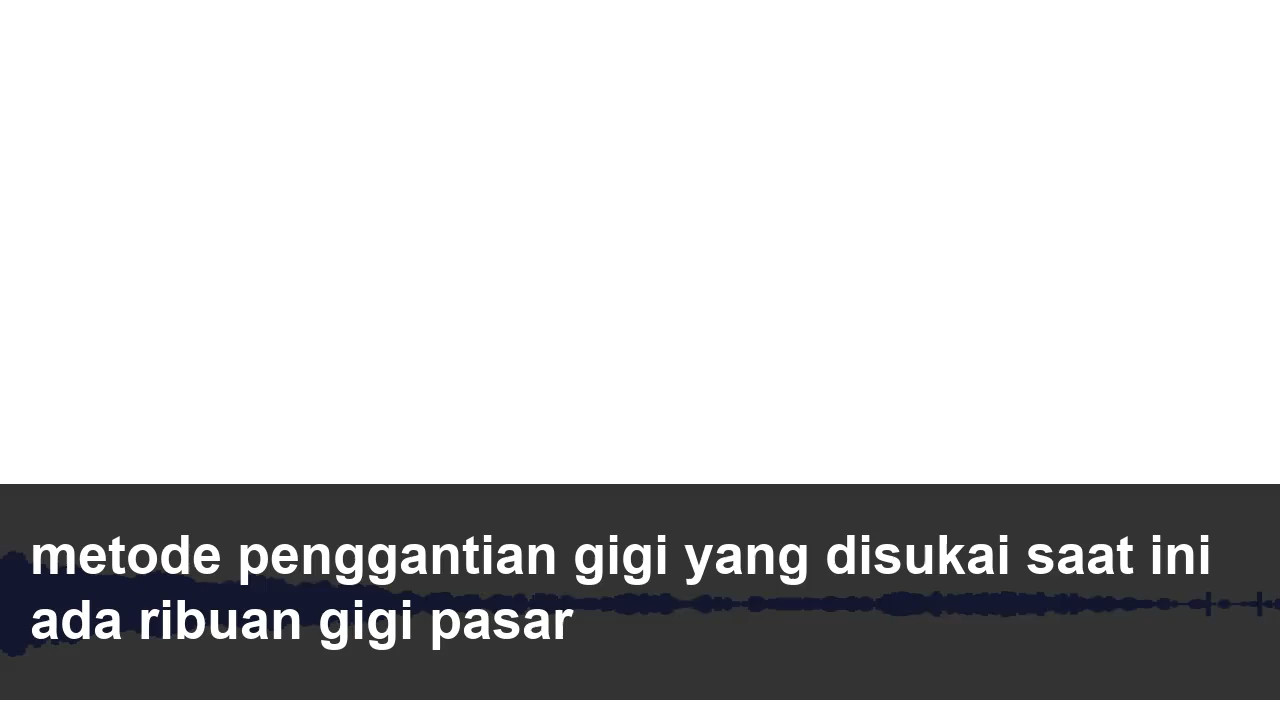 metode penggantian gigi yang disukai saat ini
ada ribuan gigi pasar